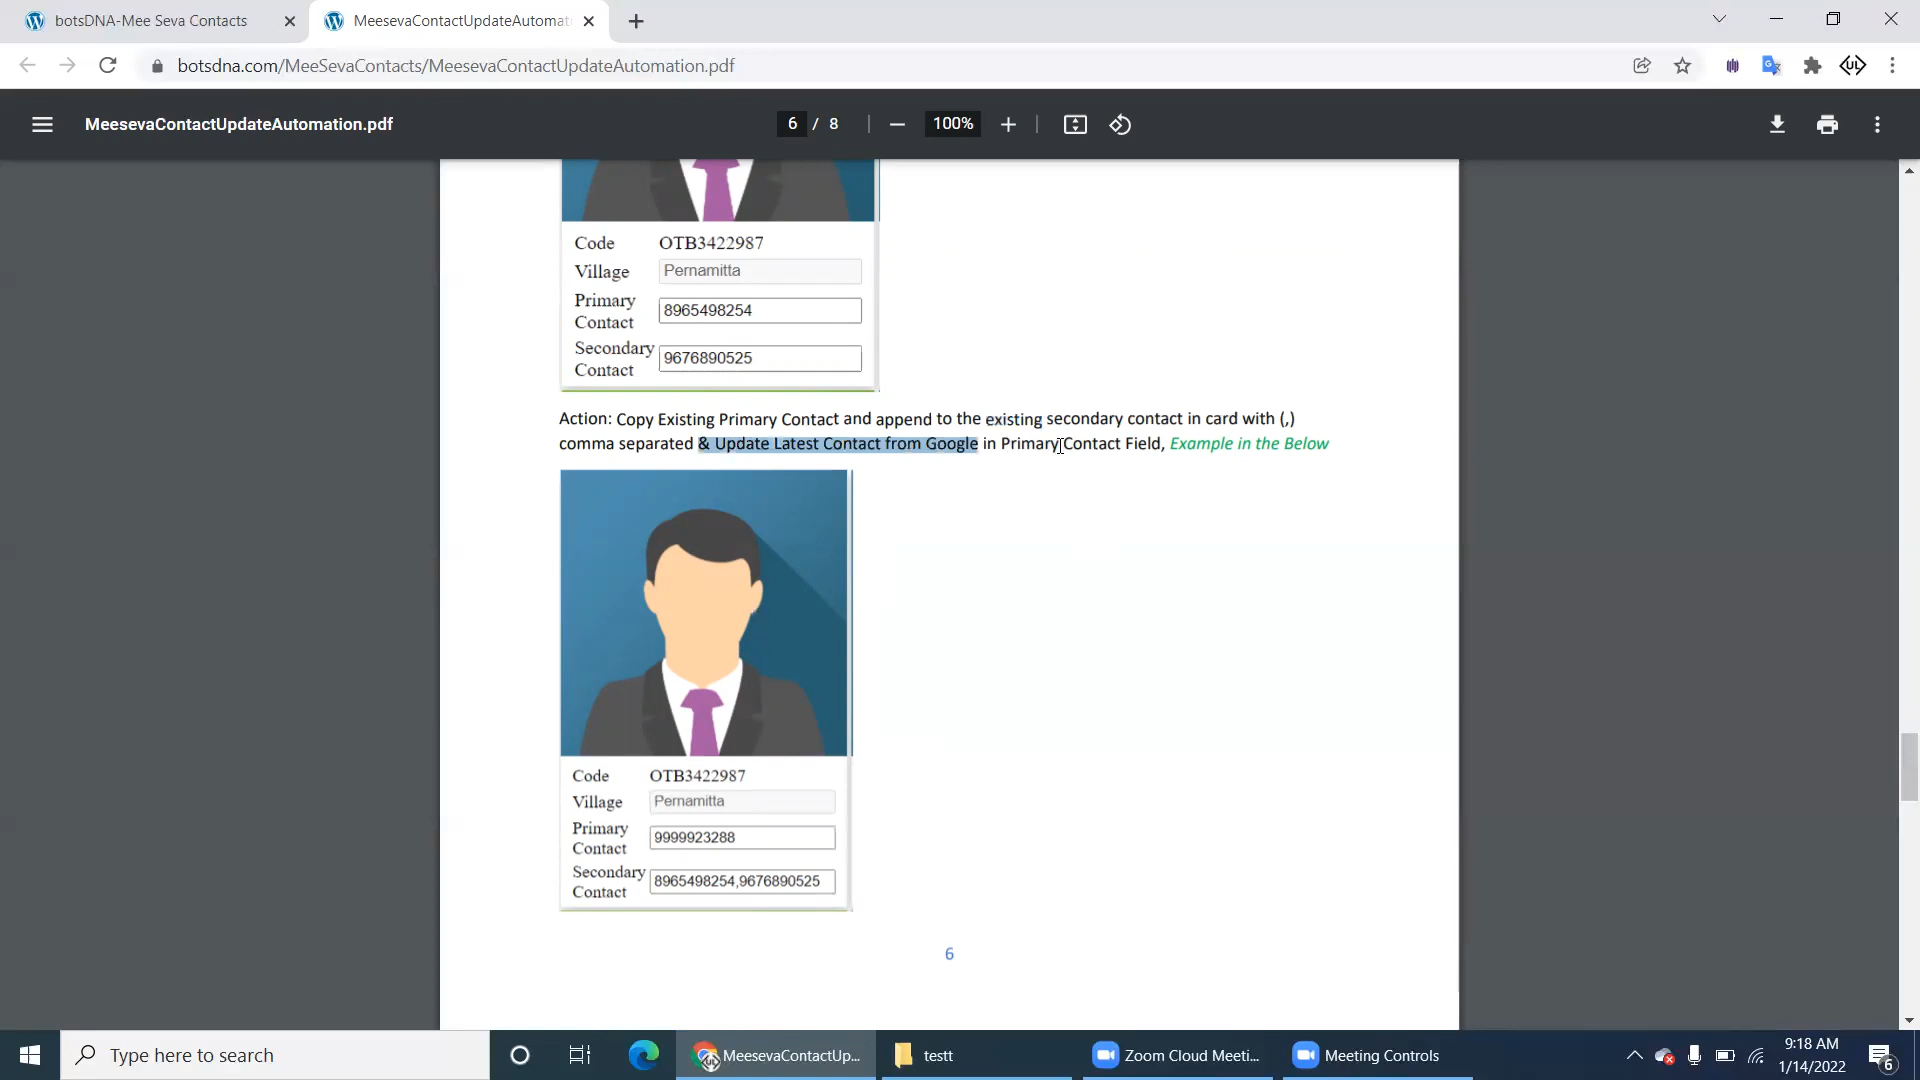 botsDNA-Mee Seva Contacts
MeesevaContactUpdateAutomat
botsdna.com/MeeSevaContacts/MeesevaContactUpdateAutomation.pdf
MeesevaContactUpdateAutomation.pdf
6 / 8
100%
Code OTB3422987
Village Pernamitta
Primary Contact 8965498254
Secondary Contact 9676890525
Action: Copy Existing Primary Contact and append to the existing secondary contact in card with (,)
comma separated & Update Latest Contact from Google in Primary Contact Field, Example in the Below
Code OTB3422987
Village Pernamitta
Primary Contact 9999923288
Secondary Contact 8965498254,9676890525
6
Type here to search
MeesevaContactUp...
testt
Zoom Cloud Meeti...
Meeting Controls
9:18 AM
1/14/2022
6